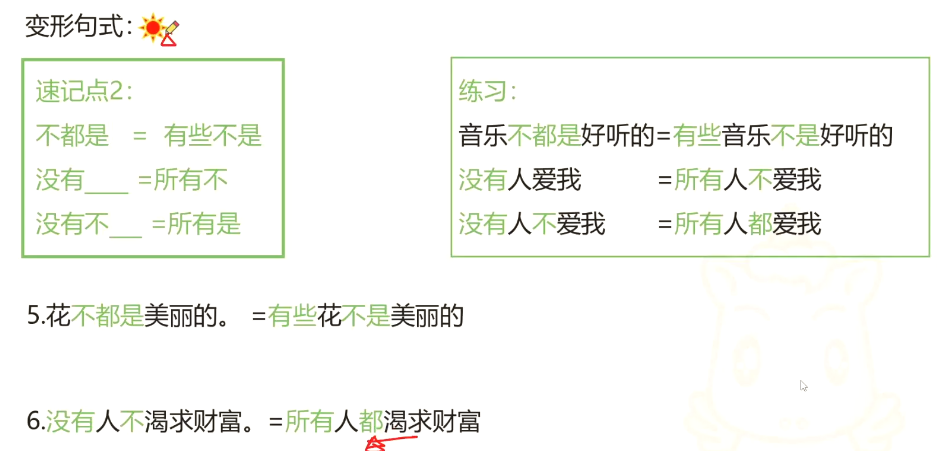 变形句式：
速记点2：
不都是 = 有些不是
没有___ =所有不
没有不__ =所有是
练习：
音乐不都是好听的=有些音乐不是好听的
没有人爱我 =所有人不爱我
没有人不爱我 =所有人都爱我
5.花不都是美丽的。 =有些花不是美丽的
6.没有人不渴求财富。=所有人都渴求财富